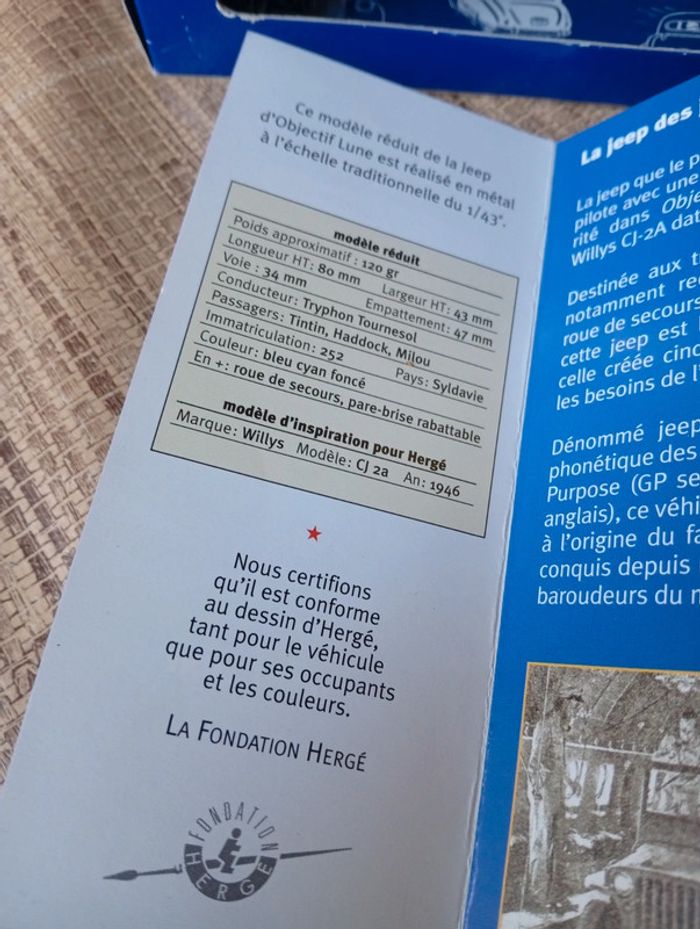 Ce modèle réduit de la Jeep
d'Objectif Lune est réalisé en métal
à l'échelle traditionnelle du 1/43e.
modèle réduit
Poids approximatif : 120 gr
Longueur HT: 80 mm Largeur HT: 43 mm
Voie : 34 mm Empattement: 47 mm
Conducteur: Tryphon Tournesol
Passagers: Tintin, Haddock, Milou
Immatriculation: 252 Pays: Syldavie
Couleur: bleu cyan foncé
En +: roue de secours, pare-brise rabattable
modèle d'inspiration pour Hergé
Marque: Willys Modèle: CJ 2a An: 1946
Nous certifions
qu'il est conforme
au dessin d'Hergé,
tant pour le véhicule
que pour ses occupants
et les couleurs.
LA FONDATION HERGÉ
FONDATION
HERGÉ
La jeep des
La jeep que le p
pilote avec une
rité dans Obje
Willys CJ-2A dat
Destinée aux t
notamment re
roue de secours
cette jeep est
celle créée cinq
les besoins de l'
Dénommé jeep
phonétique des
Purpose (GP se
anglais), ce véhi
à l'origine du fa
conquis depuis
baroudeurs du m